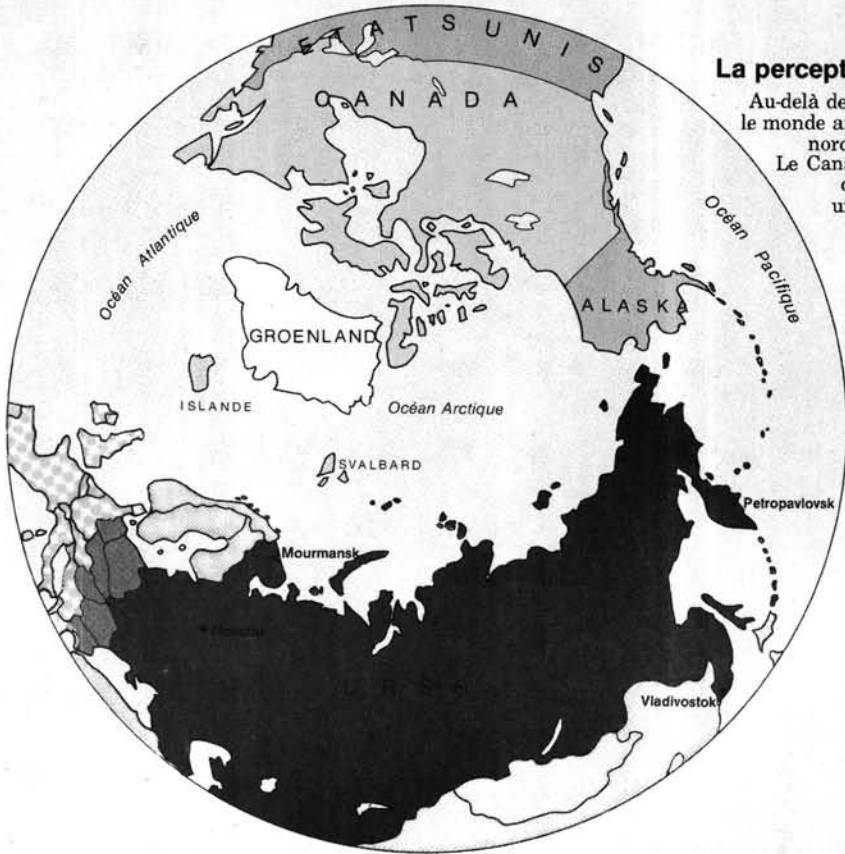 ETATS UNIS
CANADA
La percept
Au-delà de
le monde a
nord
Le Cana
u
Océan Atlantique
Océan Pacifique
ALASKA
GROENLAND
ISLANDE
Océan Arctique
SVALBARD
Petropavlovsk
Mourmansk
Moscou
U R S S
Vladivostok